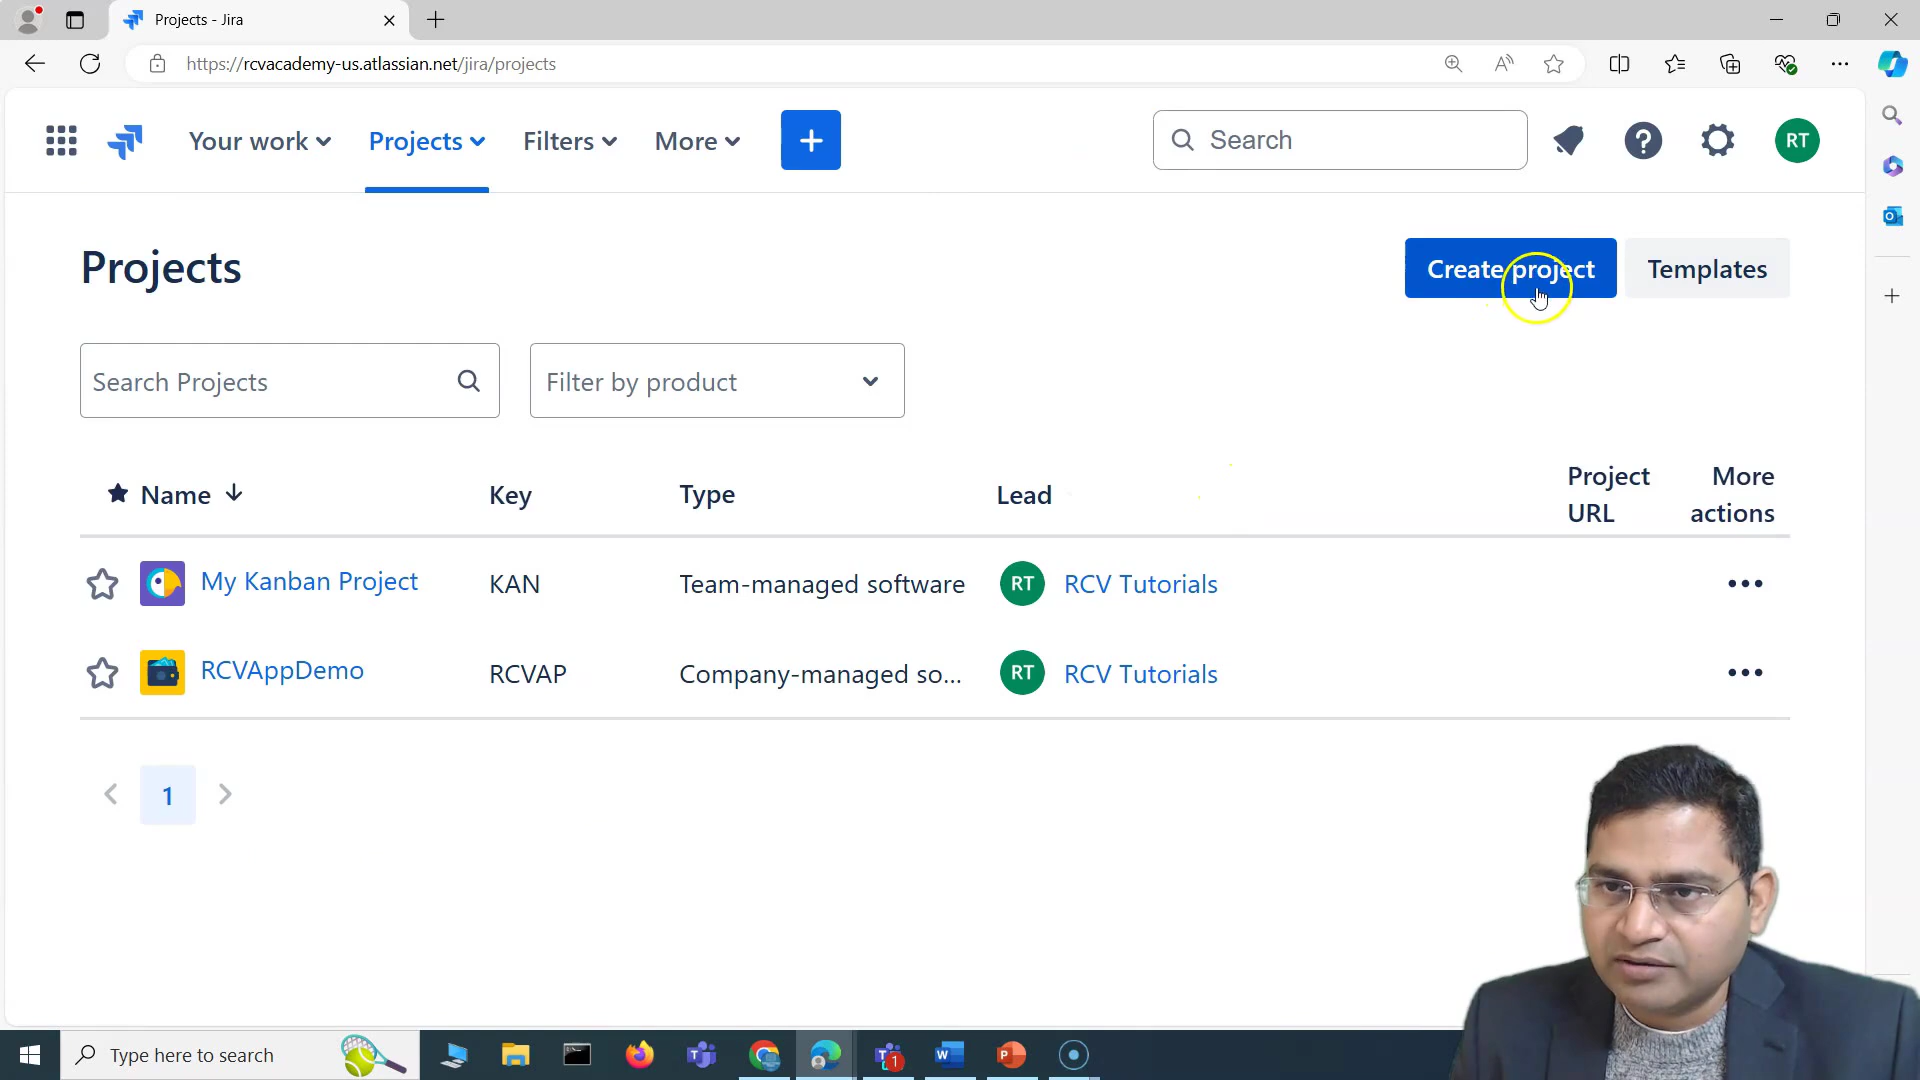 Projects - Jira
https://rcvacademy-us.atlassian.net/jira/projects
Your work Projects Filters More + Search ? RT
Projects Create project Templates
Search Projects Filter by product
Name Key Type Lead Project URL More actions
My Kanban Project KAN Team-managed software RT RCV Tutorials
RCVAppDemo RCVAP Company-managed so... RT RCV Tutorials
1
Type here to search 1